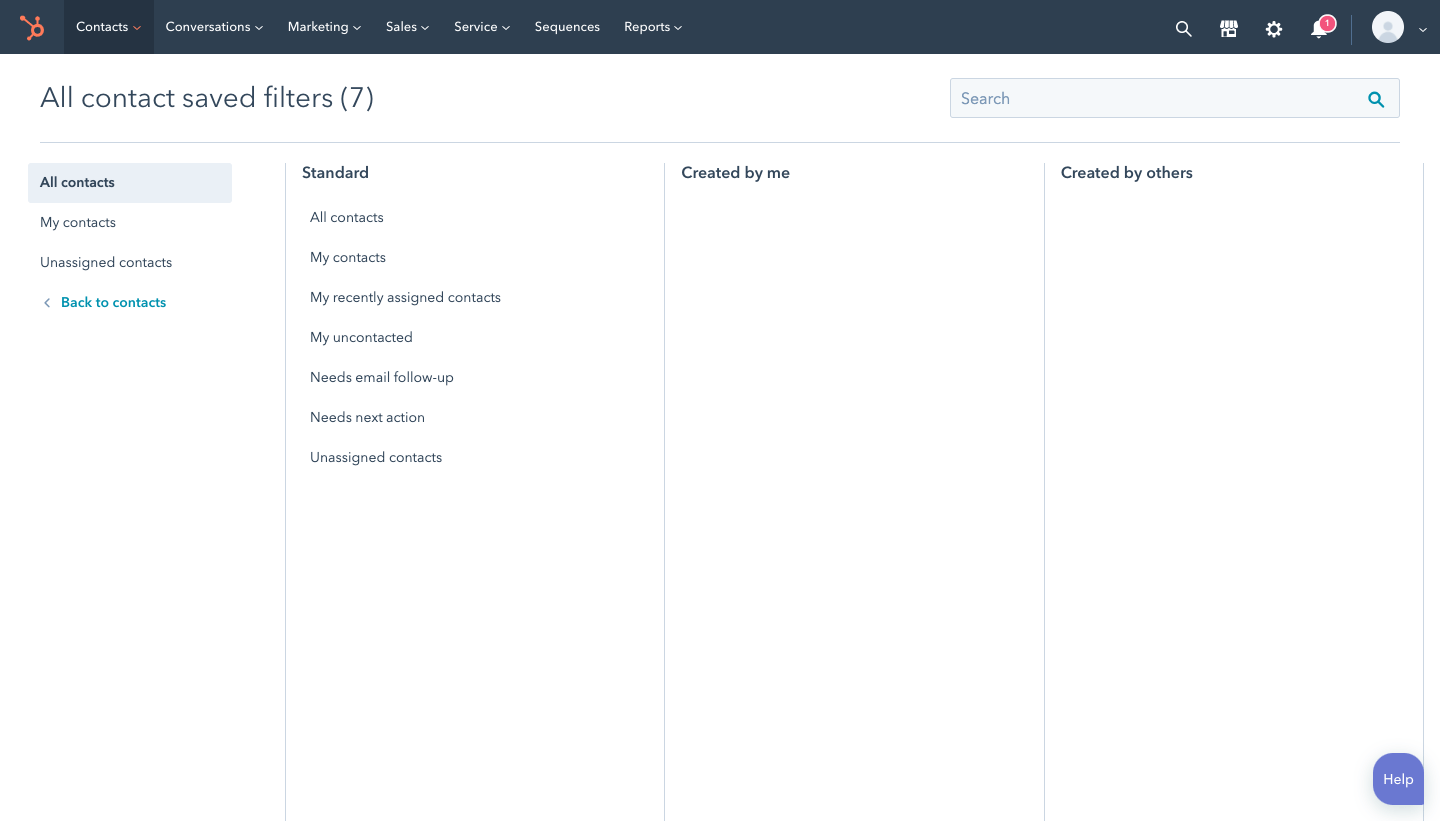 Contacts
Conversations
Marketing
Sales
Service
Sequences
Reports
1
All contact saved filters (7)
Search
All contacts
My contacts
Unassigned contacts
Back to contacts
Standard
All contacts
My contacts
My recently assigned contacts
My uncontacted
Needs email follow-up
Needs next action
Unassigned contacts
Created by me
Created by others
Help